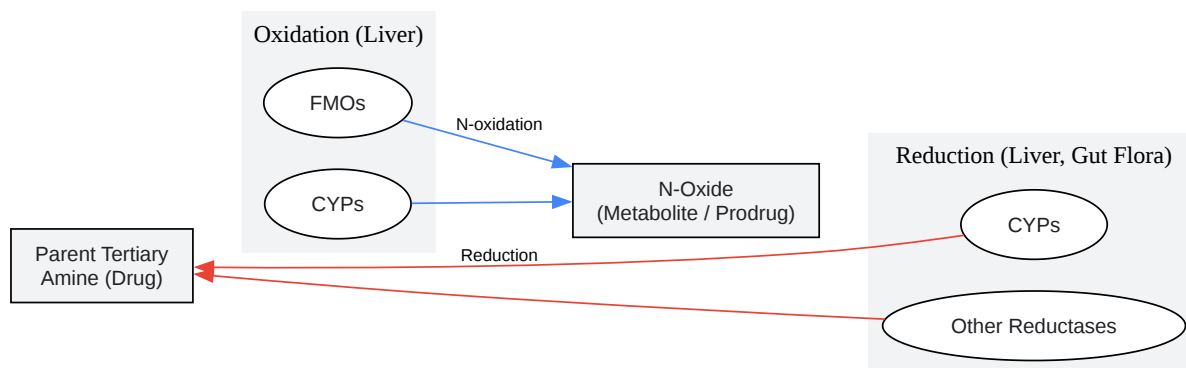 Oxidation (Liver)
FMOs
N-oxidation
CYPs
N-Oxide
(Metabolite / Prodrug)
Reduction (Liver, Gut Flora)
CYPs
Parent Tertiary
Amine (Drug)
Reduction
Other Reductases